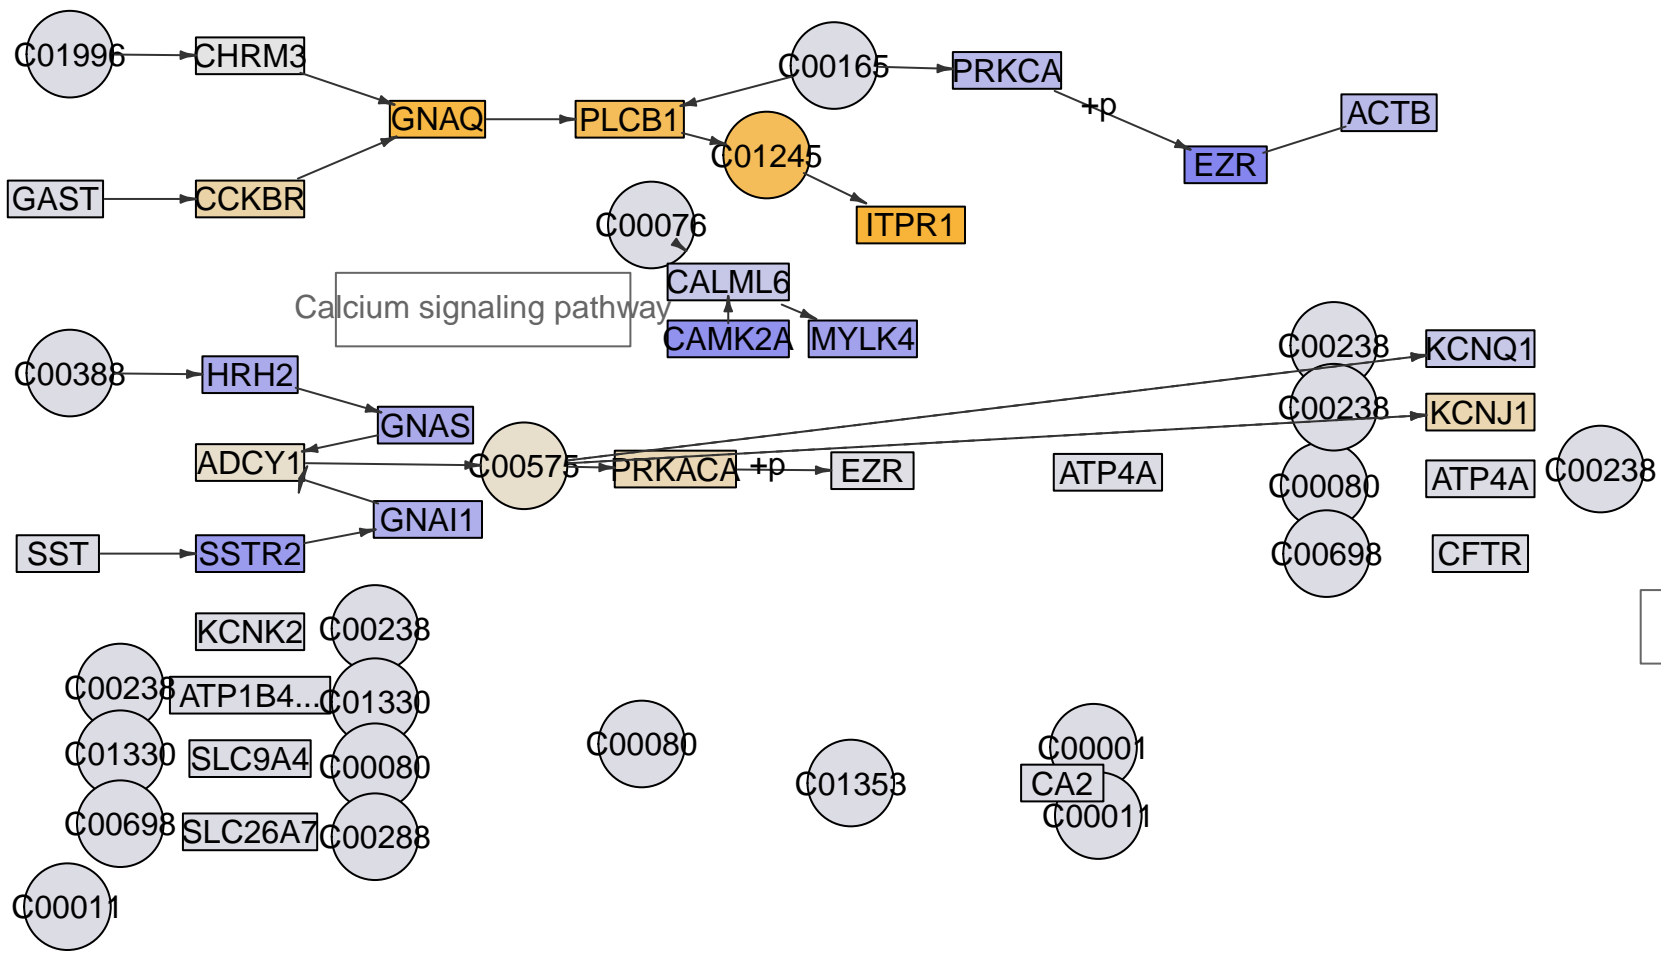 C01996
CHRM3
C00165
PRKCA
+p
ACTB
GNAQ
PLCB1
C01245
EZR
GAST
CCKBR
C00076
ITPR1
Calcium signaling pathway
CALML6
CAMK2A
MYLK4
C00238
KCNQ1
C00388
HRH2
C00238
KCNJ1
GNAS
ADCY1
C00575
PRKACA
+p
EZR
ATP4A
C00080
ATP4A
C00238
GNAI1
SST
SSTR2
C00698
CFTR
KCNK2
C00238
C00238
ATP1B4...
C01330
C01330
SLC9A4
C00080
C00080
C01353
C00001
CA2
C00011
C00698
SLC26A7
C00288
C00011